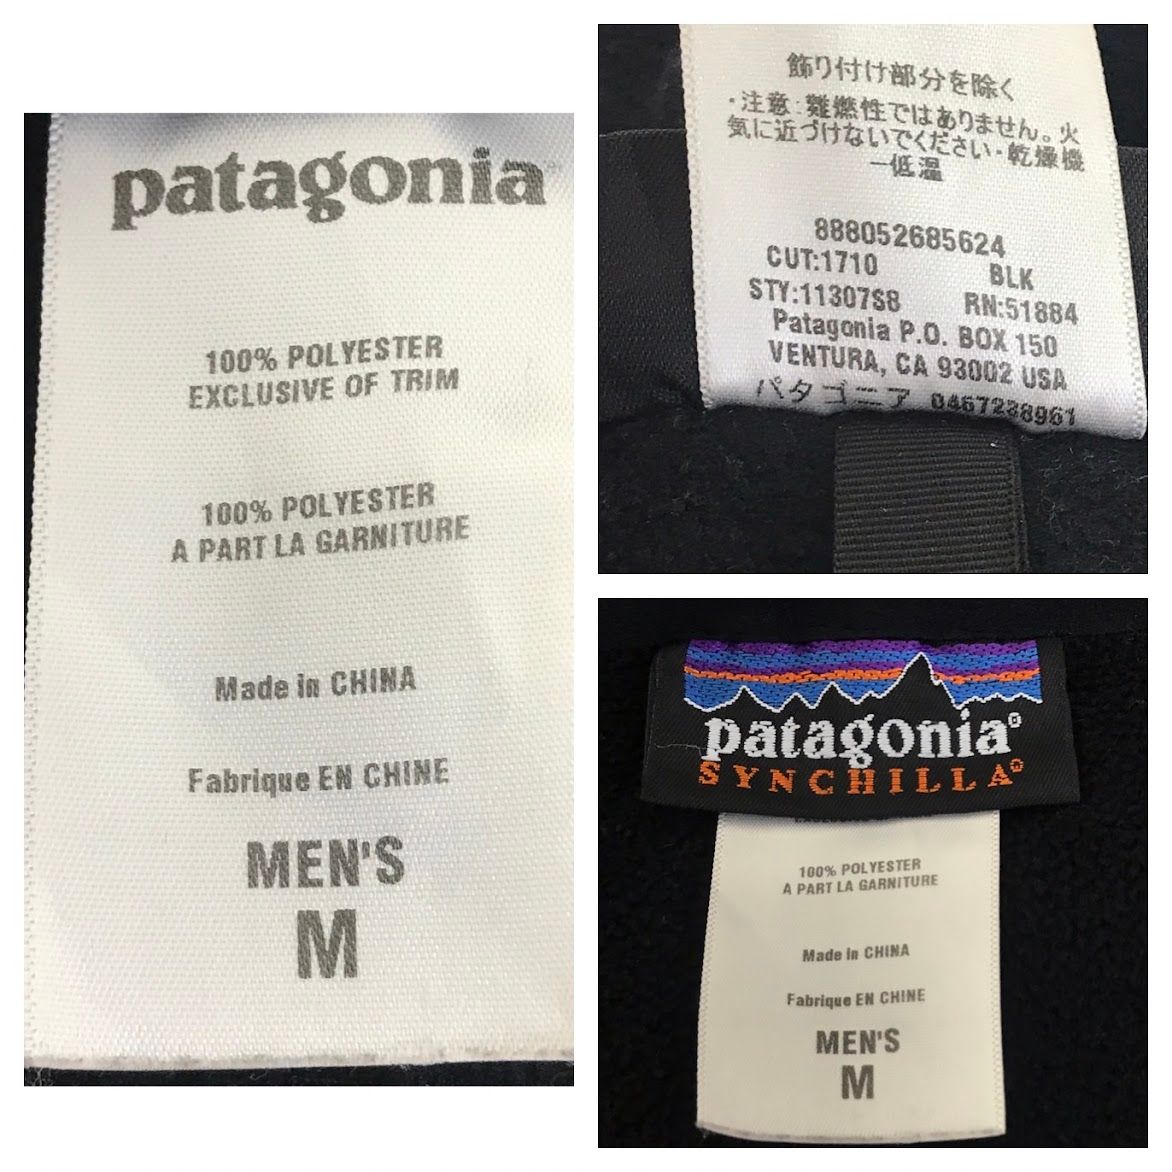 patagonia
100% POLYESTER
EXCLUSIVE OF TRIM
100% POLYESTER
A PART LA GARNITURE
Made in CHINA
Fabrique EN CHINE
MEN'S
M
飾り付け部分を除く
・注意：難燃性ではありません。火
気に近づけないでください・乾燥機
－低温
888052685624
CUT:1710 BLK
STY:11307S8 RN:51884
Patagonia P.O. BOX 150
VENTURA, CA 93002 USA
パタゴニア 0467238961
patagonia®
SYNCHILLA®
100% POLYESTER
A PART LA GARNITURE
Made in CHINA
Fabrique EN CHINE
MEN'S
M